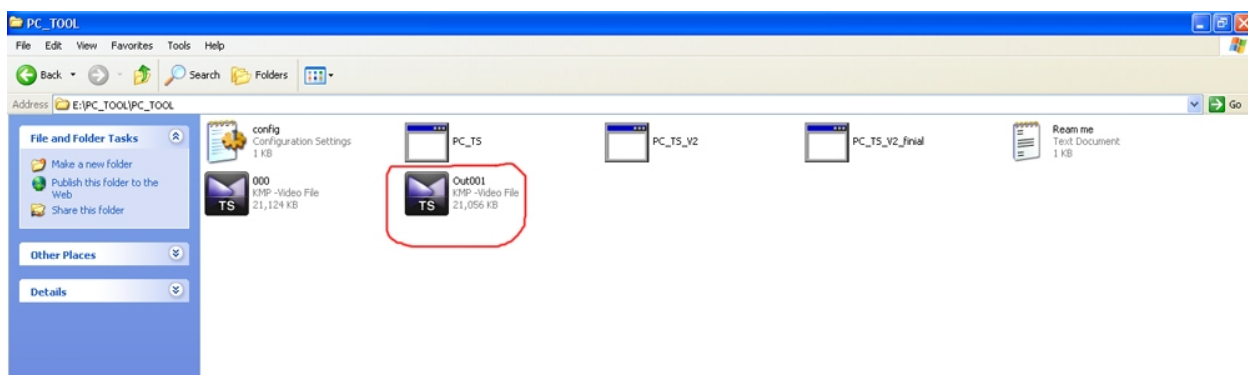 PC_TOOL
File Edit View Favorites Tools Help
Back Search Folders
Address E:\PC_TOOL\PC_TOOL Go
File and Folder Tasks
Make a new folder
Publish this folder to the
Web
Share this folder
Other Places
Details
config
Configuration Settings
1 KB
PC_TS
PC_TS_V2
PC_TS_V2_finial
Ream me
Text Document
1 KB
TS
000
KMP -Video File
21,124 KB
TS
Out001
KMP -Video File
21,056 KB